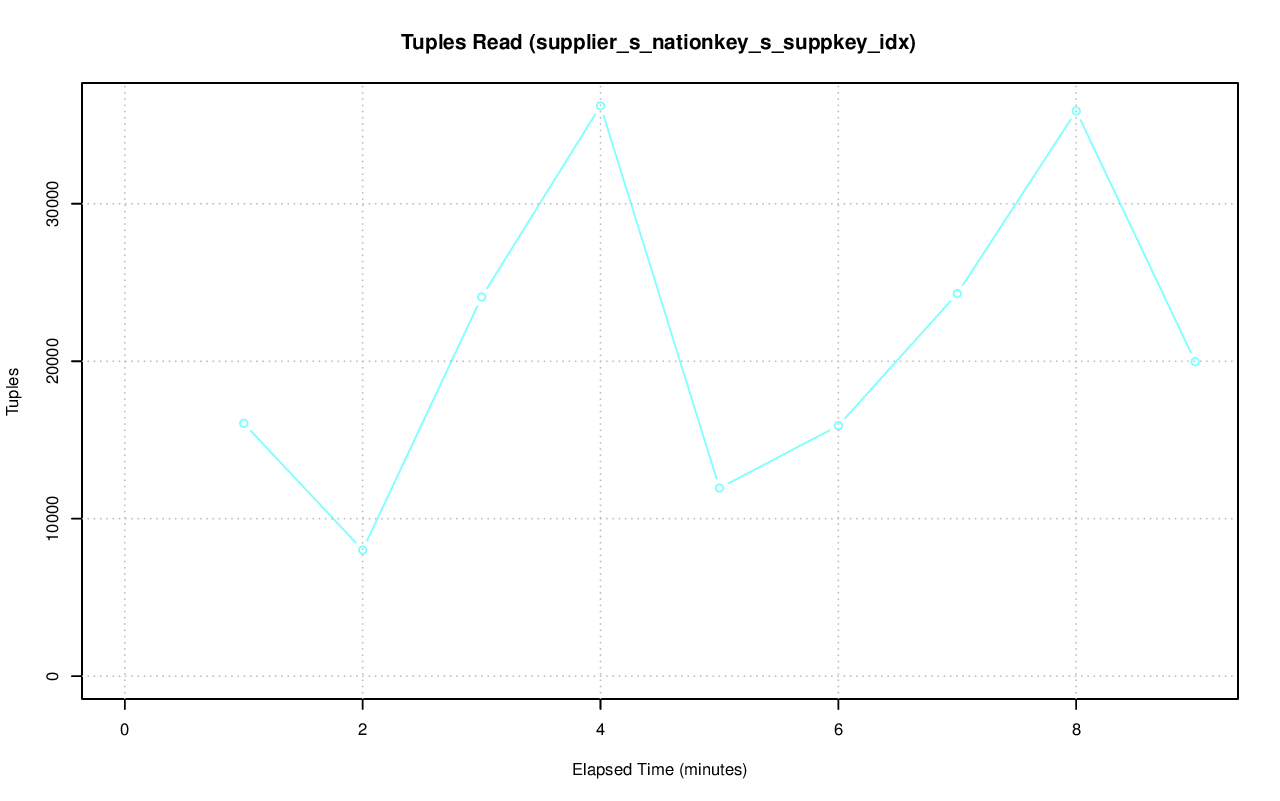 Tuples Read (supplier_s_nationkey_s_suppkey_idx)
Tuples
30000
20000
10000
0
0 2 4 6 8
Elapsed Time (minutes)